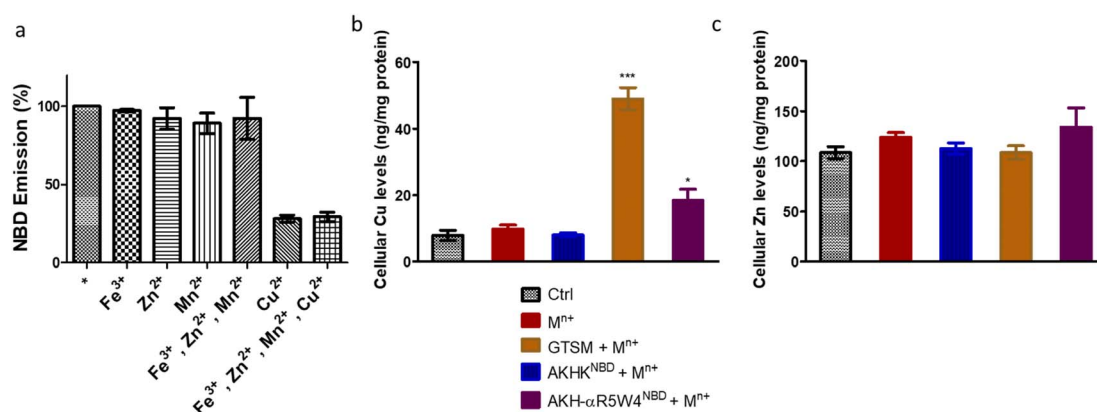 a
NBD Emission (%)
100
50
0
*
Fe³⁺
Zn²⁺
Mn²⁺
Fe³⁺, Zn²⁺, Mn²⁺
Cu²⁺
Fe³⁺, Zn²⁺, Mn²⁺, Cu²⁺
b
Cellular Cu levels (ng/mg protein)
60
40
20
0
***
*
c
Cellular Zn levels (ng/mg protein)
200
150
100
50
0
Ctrl
Mⁿ⁺
GTSM + Mⁿ⁺
AKHKᴺᴮᴰ + Mⁿ⁺
AKH-αR5W4ᴺᴮᴰ + Mⁿ⁺